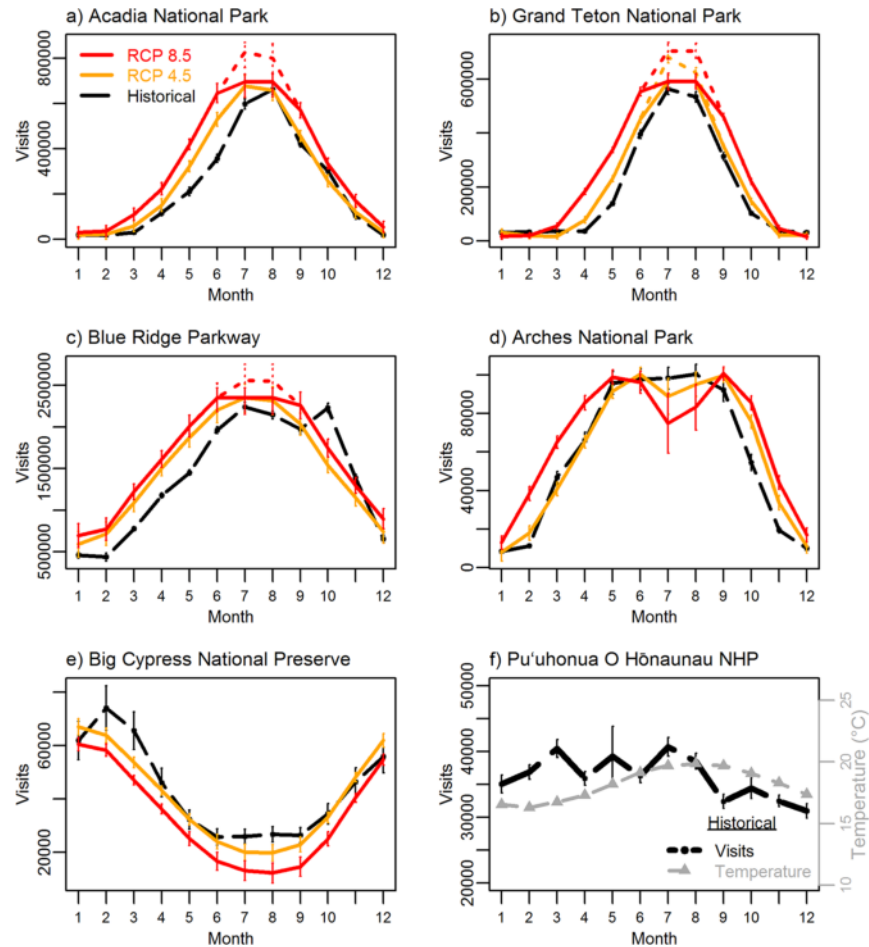 a) Acadia National Park
RCP 8.5
RCP 4.5
Historical
Visits
0
400000
800000
1 2 3 4 5 6 7 8 9 10 12
Month
b) Grand Teton National Park
Visits
0
200000
600000
1 2 3 4 5 6 7 8 9 10 12
Month
c) Blue Ridge Parkway
Visits
500000
1500000
2500000
1 2 3 4 5 6 7 8 9 10 12
Month
d) Arches National Park
Visits
0
40000
80000
1 2 3 4 5 6 7 8 9 10 12
Month
e) Big Cypress National Preserve
Visits
20000
60000
1 2 3 4 5 6 7 8 9 10 12
Month
f) Pu‘uhonua O Hōnaunau NHP
Visits
20000
30000
40000
50000
Temperature (°C)
10
15
20
25
Historical
Visits
Temperature
1 2 3 4 5 6 7 8 9 10 12
Month